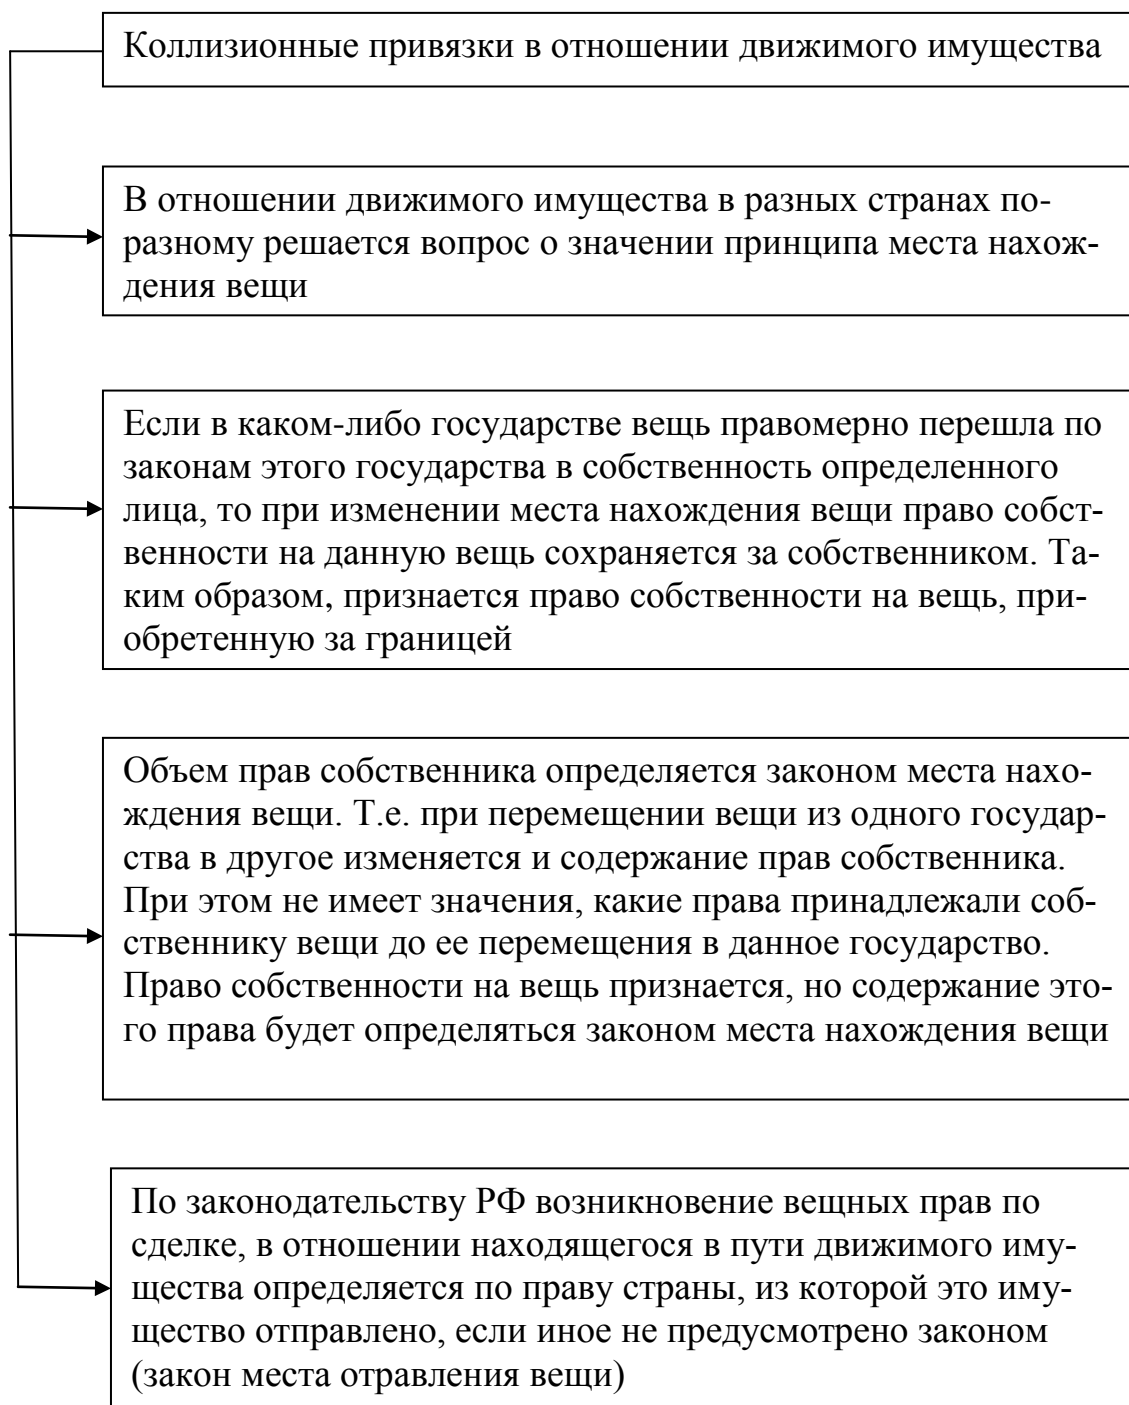 Коллизионные привязки в отношении движимого имущества
В отношении движимого имущества в разных странах по-
разному решается вопрос о значении принципа места нахож-
дения вещи
Если в каком-либо государстве вещь правомерно перешла по
законам этого государства в собственность определенного
лица, то при изменении места нахождения вещи право собст-
венности на данную вещь сохраняется за собственником. Та-
ким образом, признается право собственности на вещь, при-
обретенную за границей
Объем прав собственника определяется законом места нахо-
ждения вещи. Т.е. при перемещении вещи из одного государ-
ства в другое изменяется и содержание прав собственника.
При этом не имеет значения, какие права принадлежали соб-
ственнику вещи до ее перемещения в данное государство.
Право собственности на вещь признается, но содержание это-
го права будет определяться законом места нахождения вещи
По законодательству РФ возникновение вещных прав по
сделке, в отношении находящегося в пути движимого иму-
щества определяется по праву страны, из которой это иму-
щество отправлено, если иное не предусмотрено законом
(закон места отравления вещи)